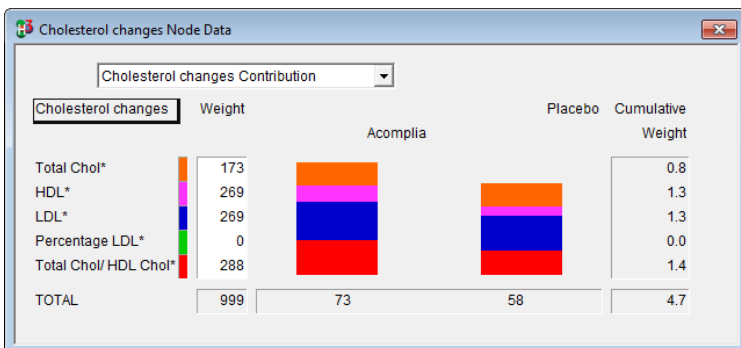 Cholesterol changes Node Data
Cholesterol changes Contribution
Cholesterol changes Weight Placebo Cumulative
Acomplia Weight
Total Chol* 173 0.8
HDL* 269 1.3
LDL* 269 1.3
Percentage LDL* 0 0.0
Total Chol/ HDL Chol* 288 1.4
TOTAL 999 73 58 4.7